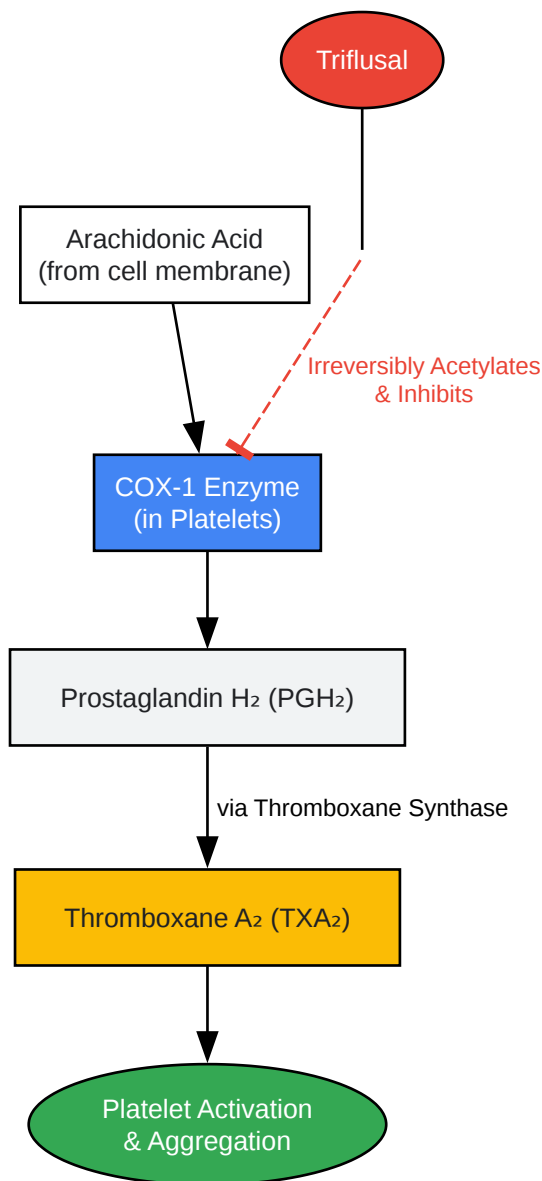 Triflusal
Arachidonic Acid
(from cell membrane)
Irreversibly Acetylates
& Inhibits
COX-1 Enzyme
(in Platelets)
Prostaglandin H₂ (PGH₂)
via Thromboxane Synthase
Thromboxane A₂ (TXA₂)
Platelet Activation
& Aggregation